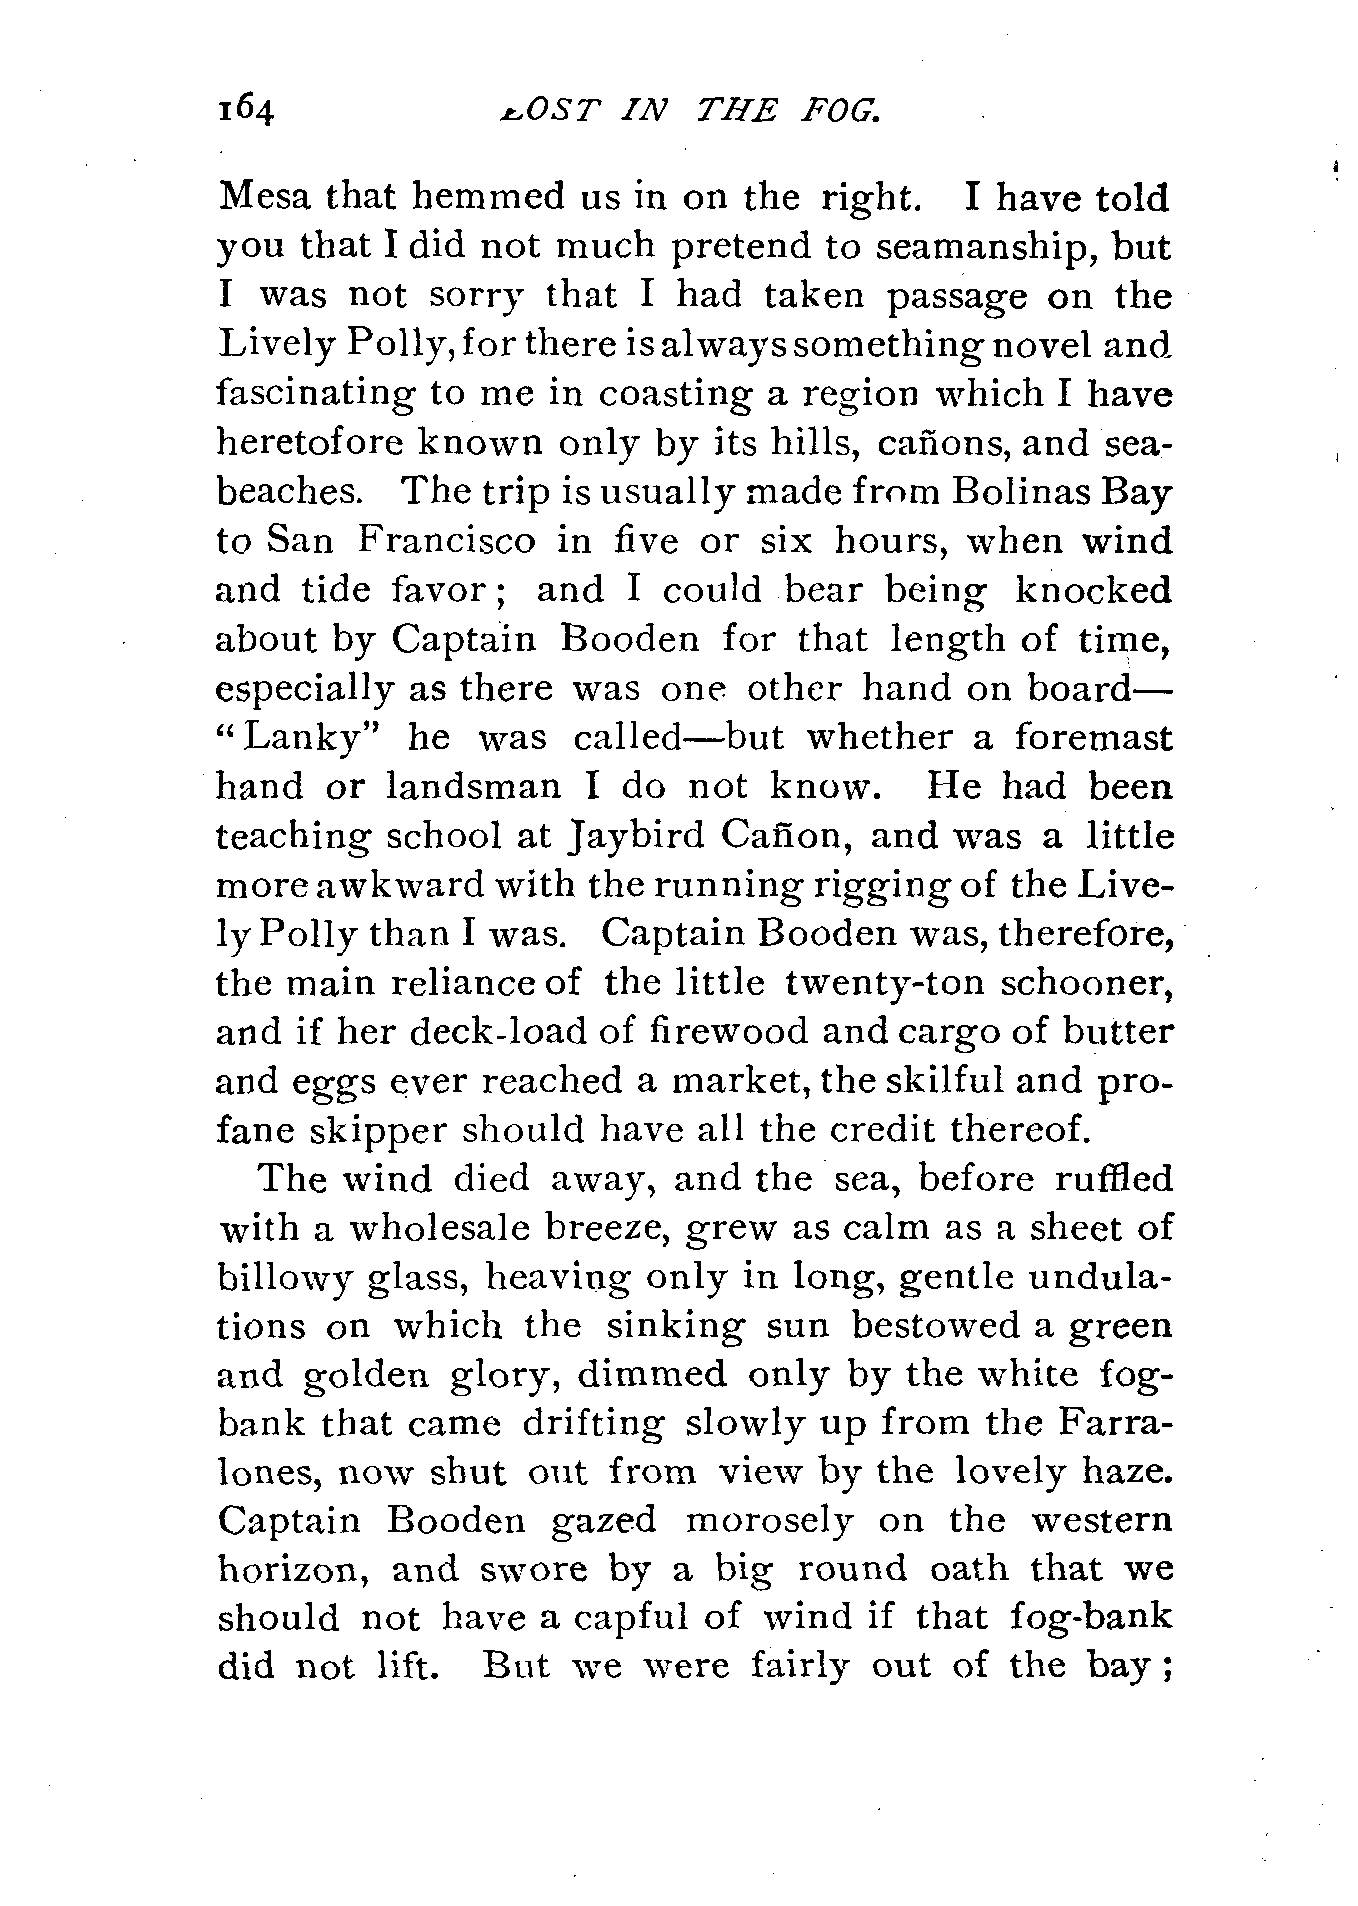 164 LOST IN THE FOG.
Mesa that hemmed us in on the right. I have told
you that I did not much pretend to seamanship, but
I was not sorry that I had taken passage on the
Lively Polly, for there is always something novel and
fascinating to me in coasting a region which I have
heretofore known only by its hills, cañons, and sea-
beaches. The trip is usually made from Bolinas Bay
to San Francisco in five or six hours, when wind
and tide favor; and I could bear being knocked
about by Captain Booden for that length of time,
especially as there was one other hand on board—
"Lanky" he was called—but whether a foremast
hand or landsman I do not know. He had been
teaching school at Jaybird Cañon, and was a little
more awkward with the running rigging of the Live-
ly Polly than I was. Captain Booden was, therefore,
the main reliance of the little twenty-ton schooner,
and if her deck-load of firewood and cargo of butter
and eggs ever reached a market, the skilful and pro-
fane skipper should have all the credit thereof.
The wind died away, and the sea, before ruffled
with a wholesale breeze, grew as calm as a sheet of
billowy glass, heaving only in long, gentle undula-
tions on which the sinking sun bestowed a green
and golden glory, dimmed only by the white fog-
bank that came drifting slowly up from the Farra-
lones, now shut out from view by the lovely haze.
Captain Booden gazed morosely on the western
horizon, and swore by a big round oath that we
should not have a capful of wind if that fog-bank
did not lift. But we were fairly out of the bay;